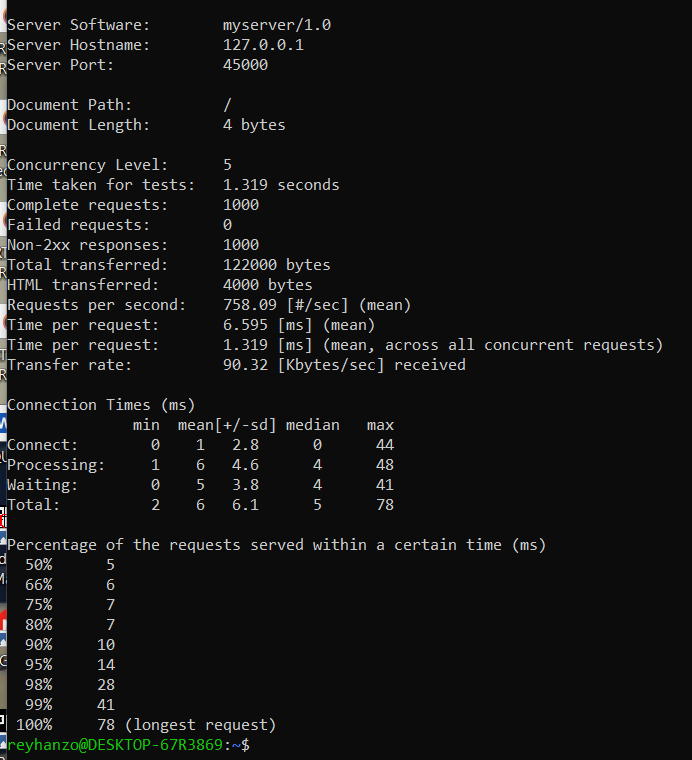 Server Software: myserver/1.0
Server Hostname: 127.0.0.1
Server Port: 45000
Document Path: /
Document Length: 4 bytes
Concurrency Level: 5
Time taken for tests: 1.319 seconds
Complete requests: 1000
Failed requests: 0
Non-2xx responses: 1000
Total transferred: 122000 bytes
HTML transferred: 4000 bytes
Requests per second: 758.09 [#/sec] (mean)
Time per request: 6.595 [ms] (mean)
Time per request: 1.319 [ms] (mean, across all concurrent requests)
Transfer rate: 90.32 [Kbytes/sec] received
Connection Times (ms)
min mean[+/-sd] median max
Connect: 0 1 2.8 0 44
Processing: 1 6 4.6 4 48
Waiting: 0 5 3.8 4 41
Total: 2 6 6.1 5 78
Percentage of the requests served within a certain time (ms)
50% 5
66% 6
75% 7
80% 7
90% 10
95% 14
98% 28
99% 41
100% 78 (longest request)
reyhanzo@DESKTOP-67R3869:~$